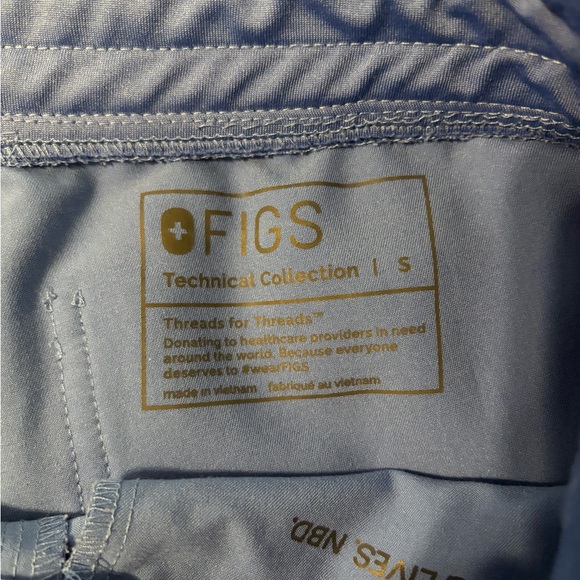 FIGS
Technical Collection | S
Threads for Threads™
Donating to healthcare providers in need
around the world. Because everyone
deserves to #wearFIGS
made in vietnam fabriqué au vietnam
LIVES. NBD.